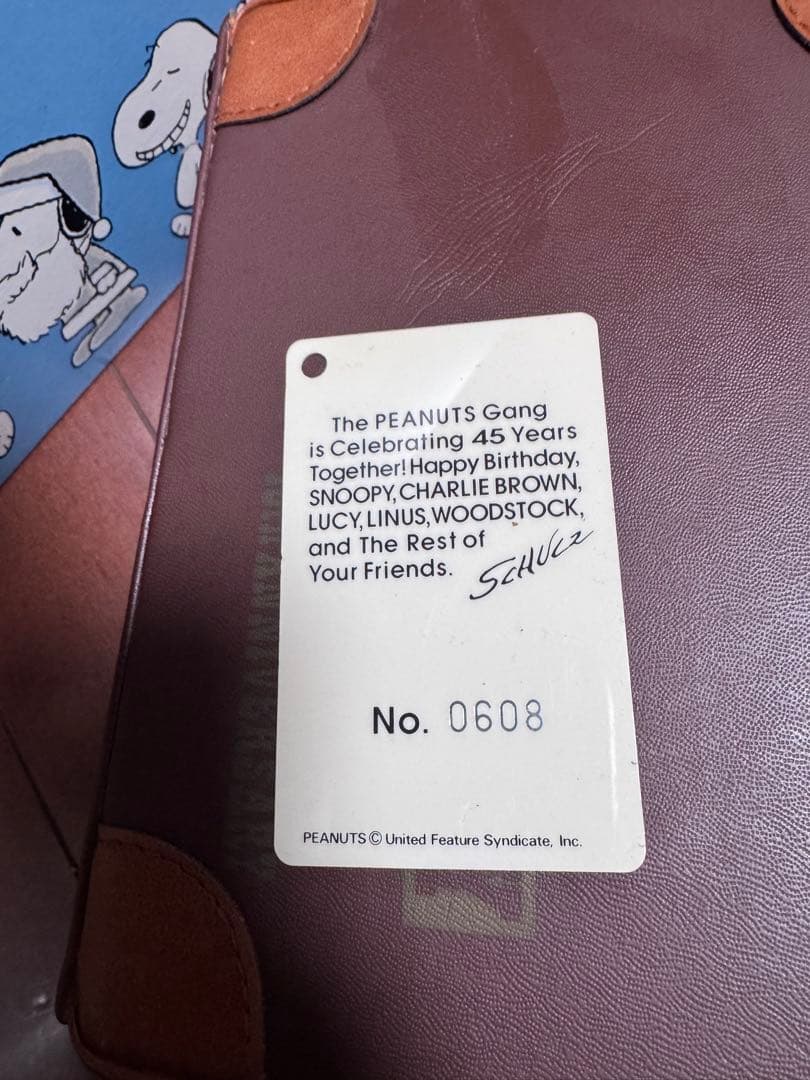 The PEANUTS Gang
is Celebrating 45 Years
Together! Happy Birthday,
SNOOPY, CHARLIE BROWN,
LUCY, LINUS, WOODSTOCK,
and The Rest of
Your Friends.
SCHULZ
No. 0608
PEANUTS © United Feature Syndicate, Inc.